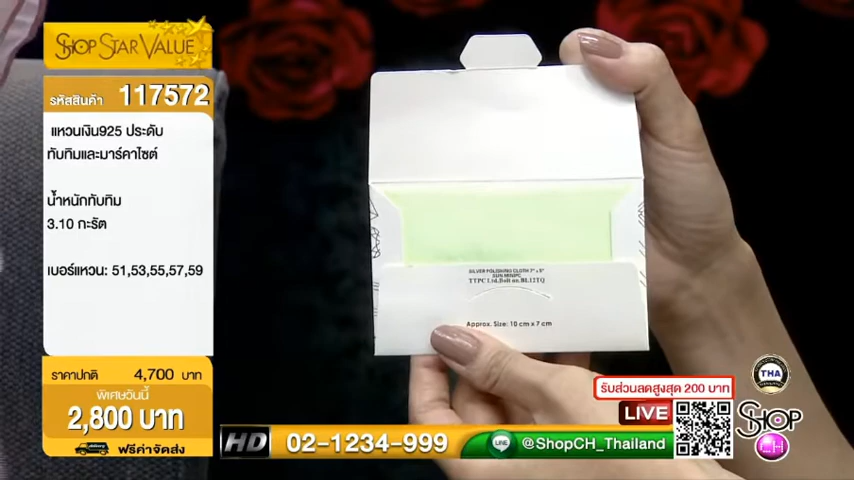 SHOP STAR VALUE
รหัสสินค้า 117572
แหวนเงิน925 ประดับ
ทับทิมและมาร์คาไซต์
น้ำหนักทับทิม
3.10 กะรัต
เบอร์แหวน: 51,53,55,57,59
ราคาปกติ 4,700 บาท
พิเศษวันนี้
2,800 บาท
ฟรีค่าจัดส่ง
SILVER POLISHING CLOTH 7" x 5"
TTPC Ltd.
Approx. Size: 10 cm x 7 cm
THA
รับส่วนลดสูงสุด 200 บาท
LIVE
SHOP
CH
HD 02-1234-999 LINE @ShopCH_Thailand